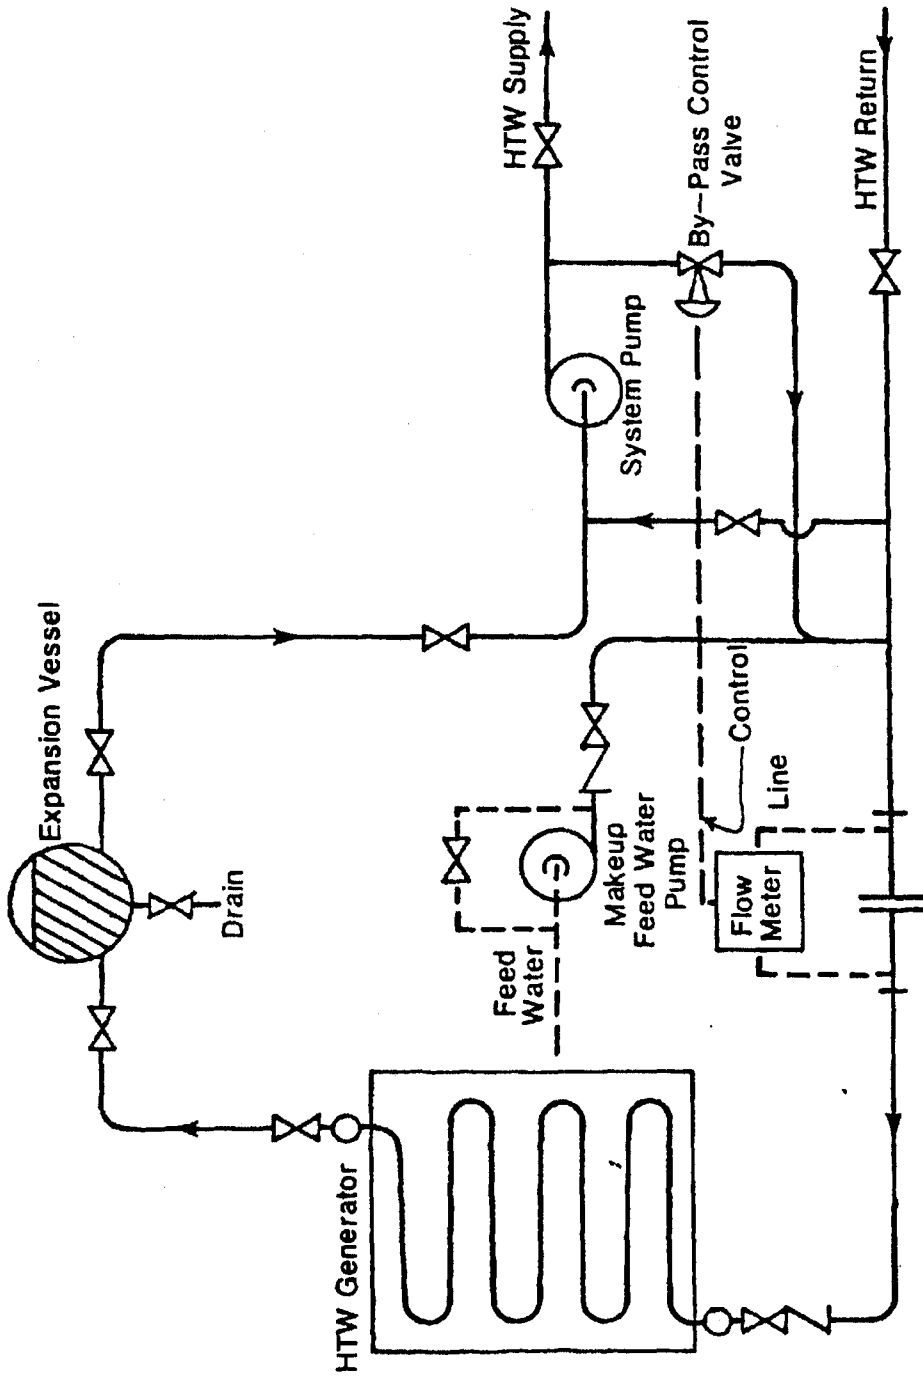 HTW Generator
Expansion Vessel
Drain
Feed
Water
Makeup
Feed Water
Pump
Flow
Meter
Control
Line
System Pump
HTW Supply
By-Pass Control
Valve
HTW Return